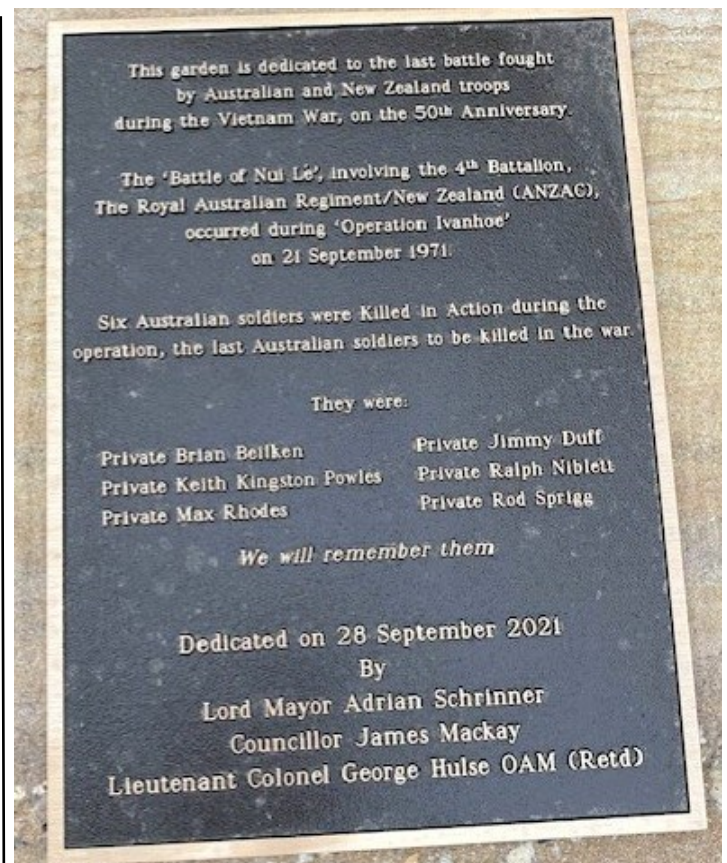 This garden is dedicated to the last battle fought
by Australian and New Zealand troops
during the Vietnam War, on the 50th Anniversary.
The 'Battle of Nui Le', involving the 4th Battalion,
The Royal Australian Regiment/New Zealand (ANZAC),
occurred during 'Operation Ivanhoe'
on 21 September 1971.
Six Australian soldiers were Killed in Action during the
operation, the last Australian soldiers to be killed in the war.
They were:
Private Brian Beilken
Private Keith Kingston Powles
Private Max Rhodes
Private Jimmy Duff
Private Ralph Niblett
Private Rod Sprigg
We will remember them
Dedicated on 28 September 2021
By
Lord Mayor Adrian Schrinner
Councillor James Mackay
Lieutenant Colonel George Hulse OAM (Retd)